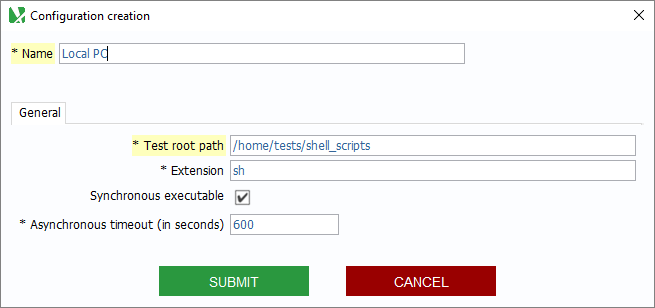 Configuration creation
* Name Local PC
General
* Test root path /home/tests/shell_scripts
* Extension sh
Synchronous executable
* Asynchronous timeout (in seconds) 600
SUBMIT CANCEL